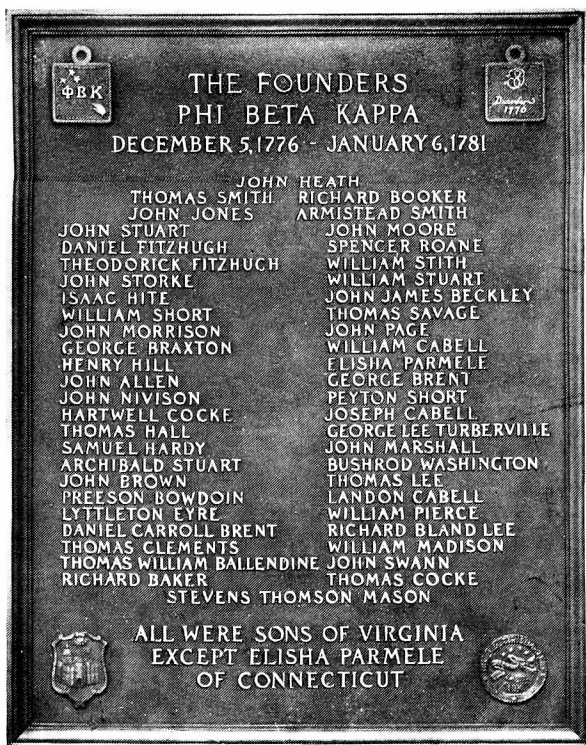 ΦΒΚ
December
1776
THE FOUNDERS
PHI BETA KAPPA
DECEMBER 5, 1776 - JANUARY 6, 1781
JOHN HEATH
THOMAS SMITH RICHARD BOOKER
JOHN JONES ARMISTEAD SMITH
JOHN STUART JOHN MOORE
DANIEL FITZHUGH SPENCER ROANE
THEODORICK FITZHUGH WILLIAM STITH
JOHN STORKE WILLIAM STUART
ISAAC HITE JOHN JAMES BECKLEY
WILLIAM SHORT THOMAS SAVAGE
JOHN MORRISON JOHN PAGE
GEORGE BRAXTON WILLIAM CABELL
HENRY HILL ELISHA PARMELE
JOHN ALLEN GEORGE BRENT
JOHN NIVISON PEYTON SHORT
HARTWELL COCKE JOSEPH CABELL
THOMAS HALL GEORGE LEE TURBERVILLE
SAMUEL HARDY JOHN MARSHALL
ARCHIBALD STUART BUSHROD WASHINGTON
JOHN BROWN THOMAS LEE
PREESON BOWDOIN LANDON CABELL
LYTTLETON EYRE WILLIAM PIERCE
DANIEL CARROLL BRENT RICHARD BLAND LEE
THOMAS CLEMENTS WILLIAM MADISON
THOMAS WILLIAM BALLENDINE JOHN SWANN
RICHARD BAKER THOMAS COCKE
STEVENS THOMSON MASON
ALL WERE SONS OF VIRGINIA
EXCEPT ELISHA PARMELE
OF CONNECTICUT